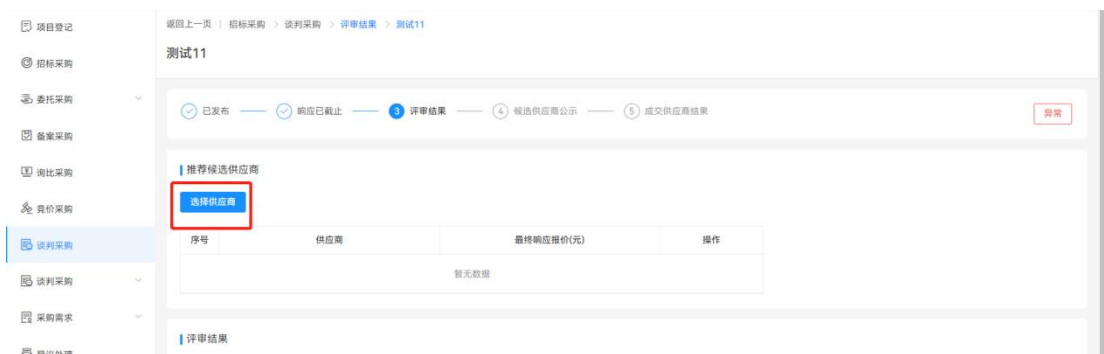 项目登记
招标采购
委托采购
备案采购
询比采购
竞价采购
谈判采购
谈判采购
采购需求
返回上一页 | 招标采购 > 谈判采购 > 评审结果 > 测试11
测试11
已发布 响应已截止 3 评审结果 4 候选供应商公示 5 成交供应商结果
异常
推荐候选供应商
选择供应商
序号 供应商 最终响应报价(元) 操作
暂无数据
评审结果